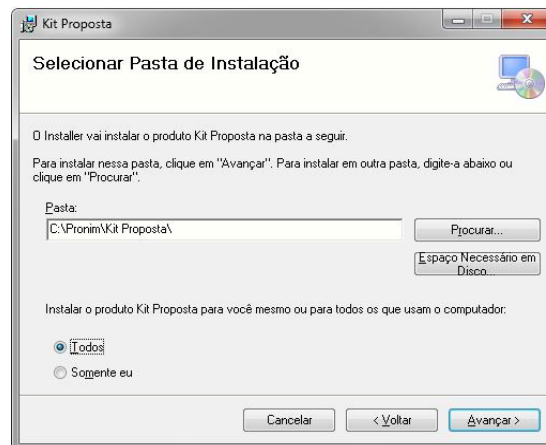 Kit Proposta
Selecionar Pasta de Instalação
O Installer vai instalar o produto Kit Proposta na pasta a seguir.
Para instalar nessa pasta, clique em "Avançar". Para instalar em outra pasta, digite-a abaixo ou
clique em "Procurar".
Pasta:
C:\Pronim\Kit Proposta\
Procurar...
Espaço Necessário em
Disco...
Instalar o produto Kit Proposta para você mesmo ou para todos os que usam o computador:
Todos
Somente eu
Cancelar
< Voltar
Avançar >